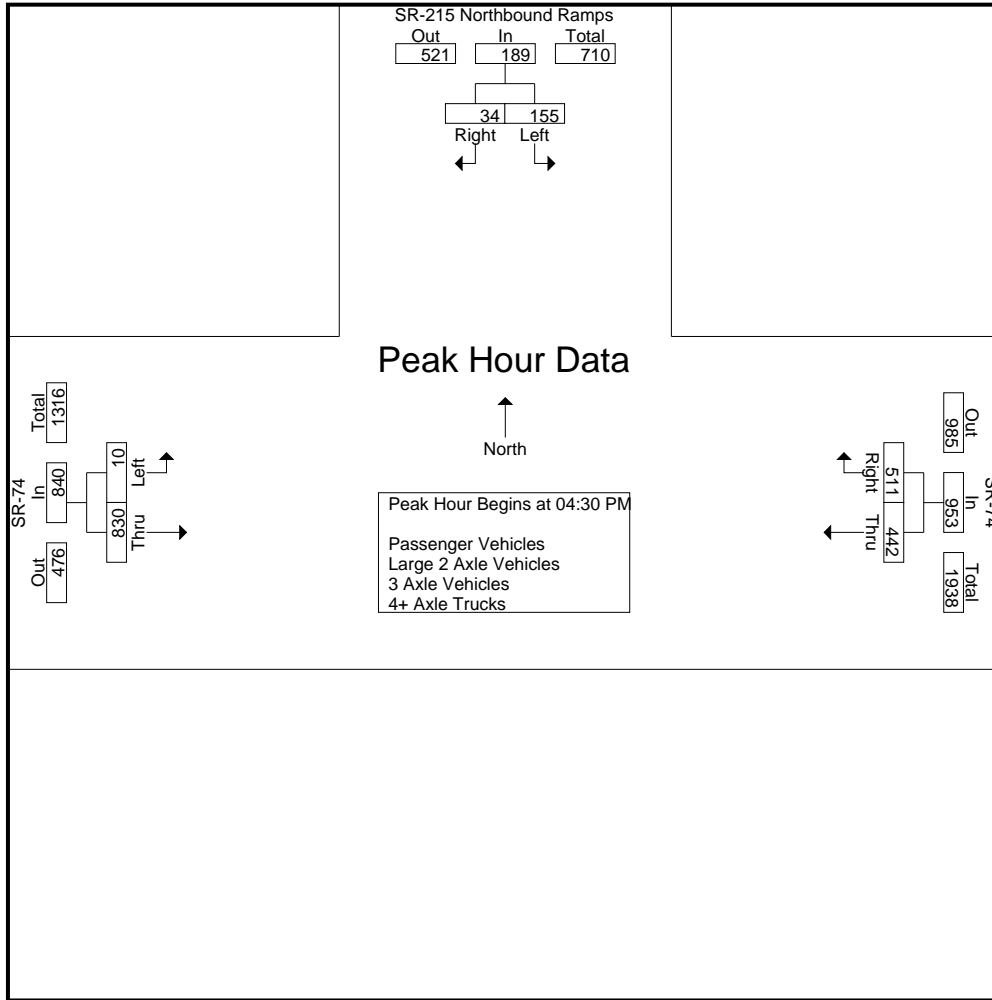 SR-215 Northbound Ramps
Out In Total
521 189 710
34 155
Right Left
Peak Hour Data
North
Peak Hour Begins at 04:30 PM
Passenger Vehicles
Large 2 Axle Vehicles
3 Axle Vehicles
4+ Axle Trucks
SR-74
Out In Total
476 840 1316
Left Thru
10 830
SR-74
Out In Total
985 953 1938
511 442
Right Thru